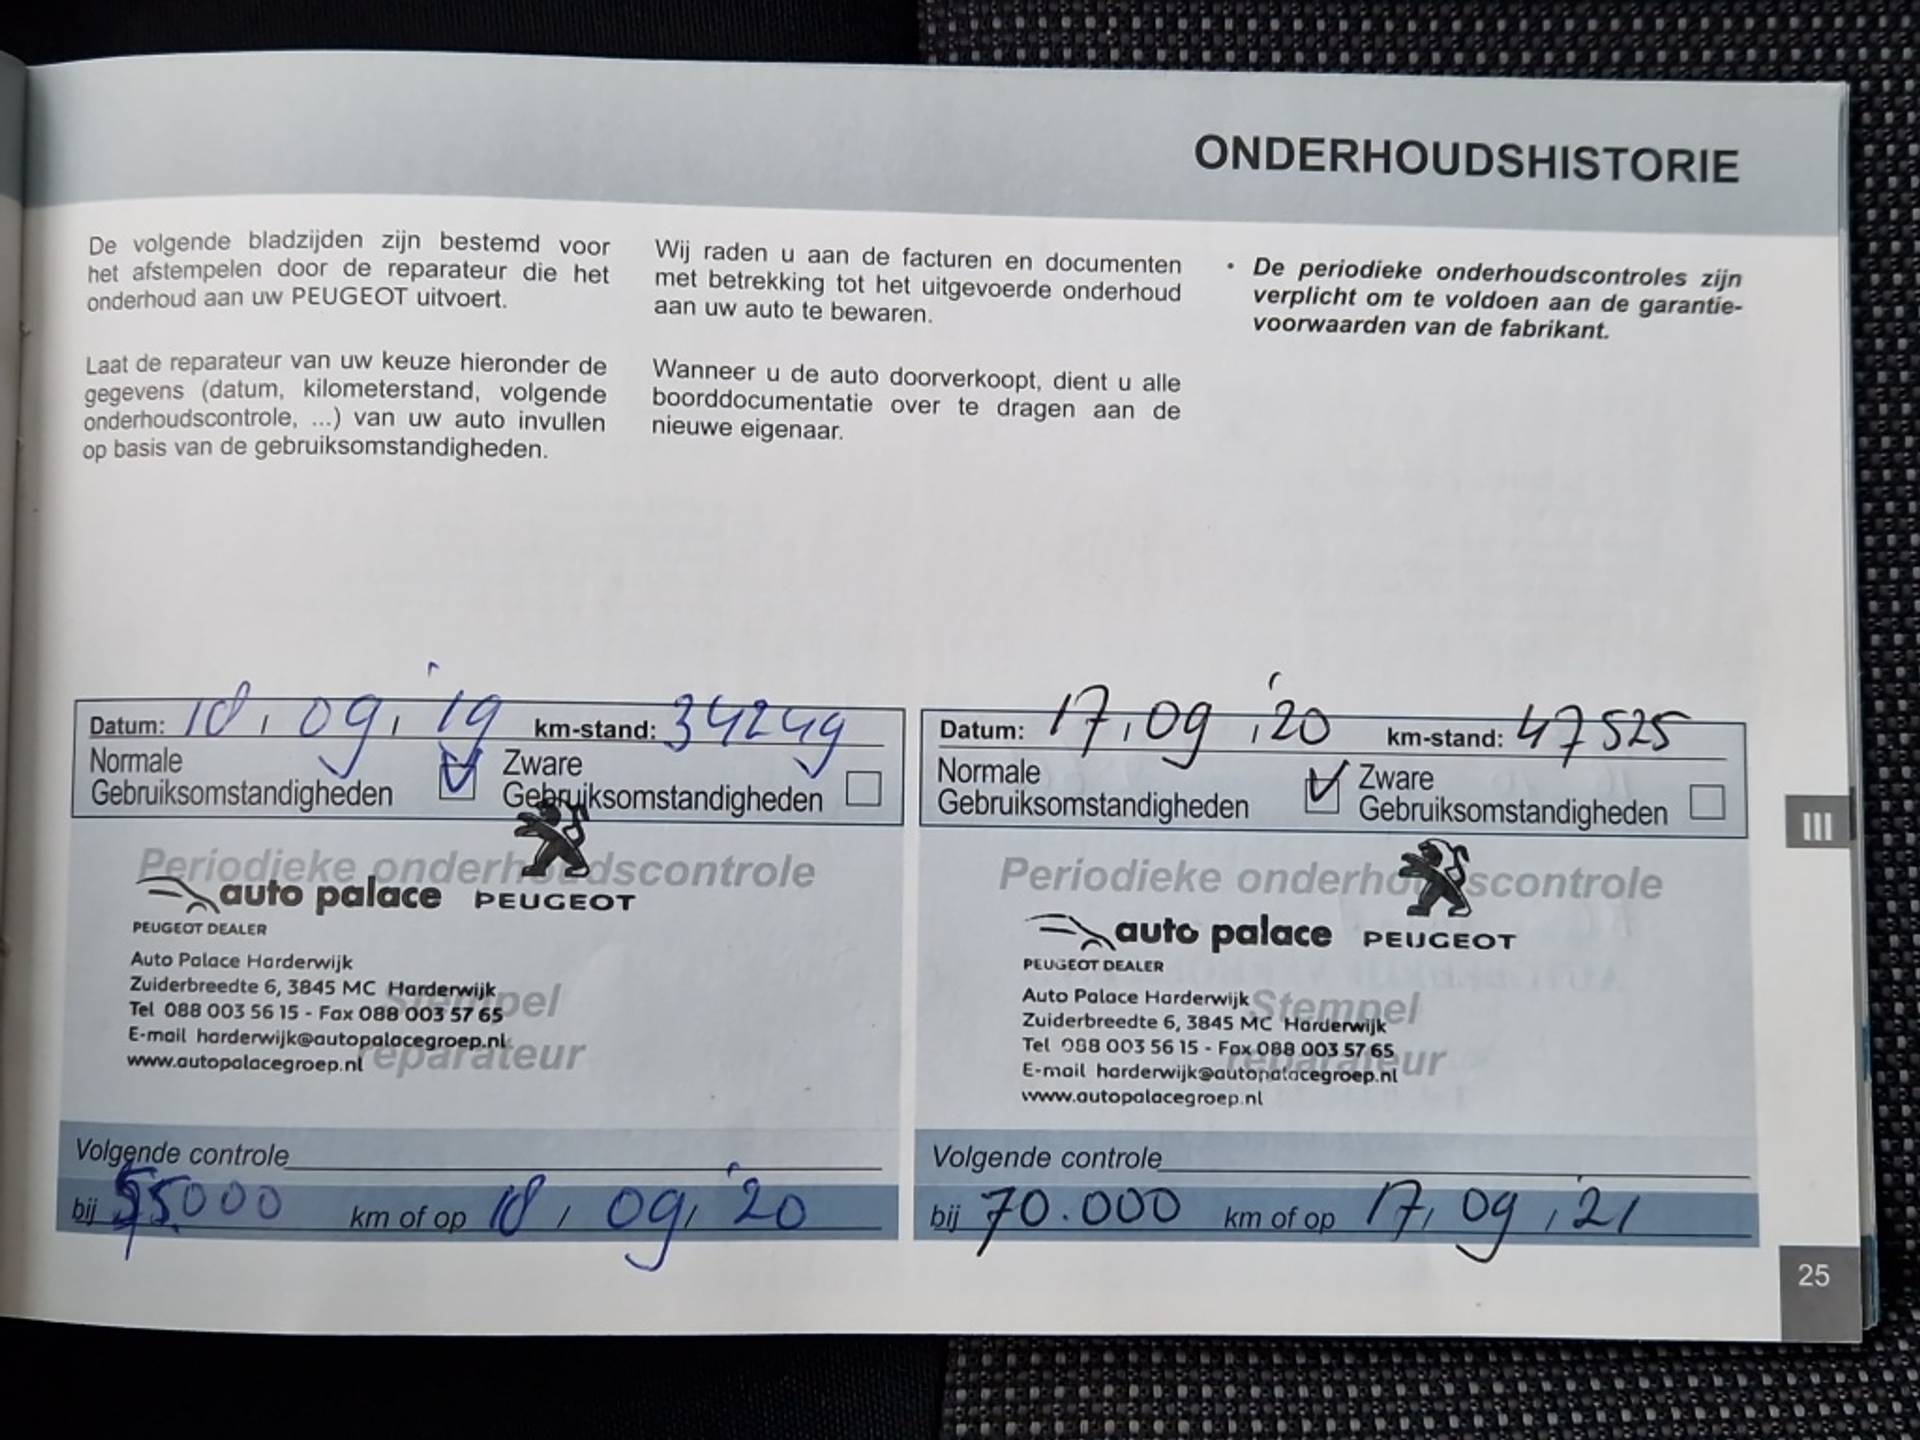 ONDERHOUDSHISTORIE
De volgende bladzijden zijn bestemd voor
het afstempelen door de reparateur die het
onderhoud aan uw PEUGEOT uitvoert.
Laat de reparateur van uw keuze hieronder de
gegevens (datum, kilometerstand, volgende
onderhoudscontrole, ...) van uw auto invullen
op basis van de gebruiksomstandigheden.
Wij raden u aan de facturen en documenten
met betrekking tot het uitgevoerde onderhoud
aan uw auto te bewaren.
Wanneer u de auto doorverkoopt, dient u alle
boorddocumentatie over te dragen aan de
nieuwe eigenaar.
• De periodieke onderhoudscontroles zijn
verplicht om te voldoen aan de garantie-
voorwaarden van de fabrikant.
Datum: 18, 09, '19 km-stand: 34249
Normale
Gebruiksomstandigheden
Zware
Gebruiksomstandigheden
Periodieke onderhoudscontrole
auto palace PEUGEOT
PEUGEOT DEALER
Auto Palace Harderwijk
Zuiderbreedte 6, 3845 MC Harderwijk
Stempel
Tel 088 003 56 15 - Fax 088 003 57 65
E-mail harderwijk@autopalacegroep.nl
reparateur
www.autopalacegroep.nl
Volgende controle
bij 55000 km of op 18, 09, '20
Datum: 17, 09, '20 km-stand: 47525
Normale
Gebruiksomstandigheden
Zware
Gebruiksomstandigheden
Periodieke onderhoudscontrole
auto palace PEUGEOT
PEUGEOT DEALER
Auto Palace Harderwijk
Stempel
Zuiderbreedte 6, 3845 MC Harderwijk
Tel 088 003 56 15 - Fax 088 003 57 65
reparateur
E-mail harderwijk@autopalacegroep.nl
www.autopalacegroep.nl
Volgende controle
bij 70.000 km of op 17, 09, '21
III
25